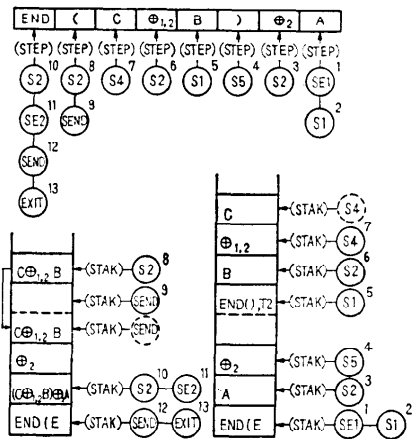 END ( C ⊕1,2 B ) ⊕2 A
(STEP) (STEP) (STEP) (STEP) (STEP) (STEP) (STEP) (STEP)
10 8 7 6 5 4 3 1
S2 S2 S4 S2 S1 S5 S2 SE1
11 9 2
SE2 SEND S1
12
SEND
13
EXIT
C (STAK) S4
7
⊕1,2 (STAK) S4
6
B (STAK) S2
5
END(),T2 (STAK) S1
4
⊕2 (STAK) S5
3
A (STAK) S2
1 2
END(E (STAK) SE1 S1
8
C⊕1,2 B (STAK) S2
9
(STAK) SEND
C⊕1,2 B (STAK) SEND
⊕2
10 11
(C⊕1,2B)⊕A (STAK) S2 SE2
12 13
END(E (STAK) SEND EXIT